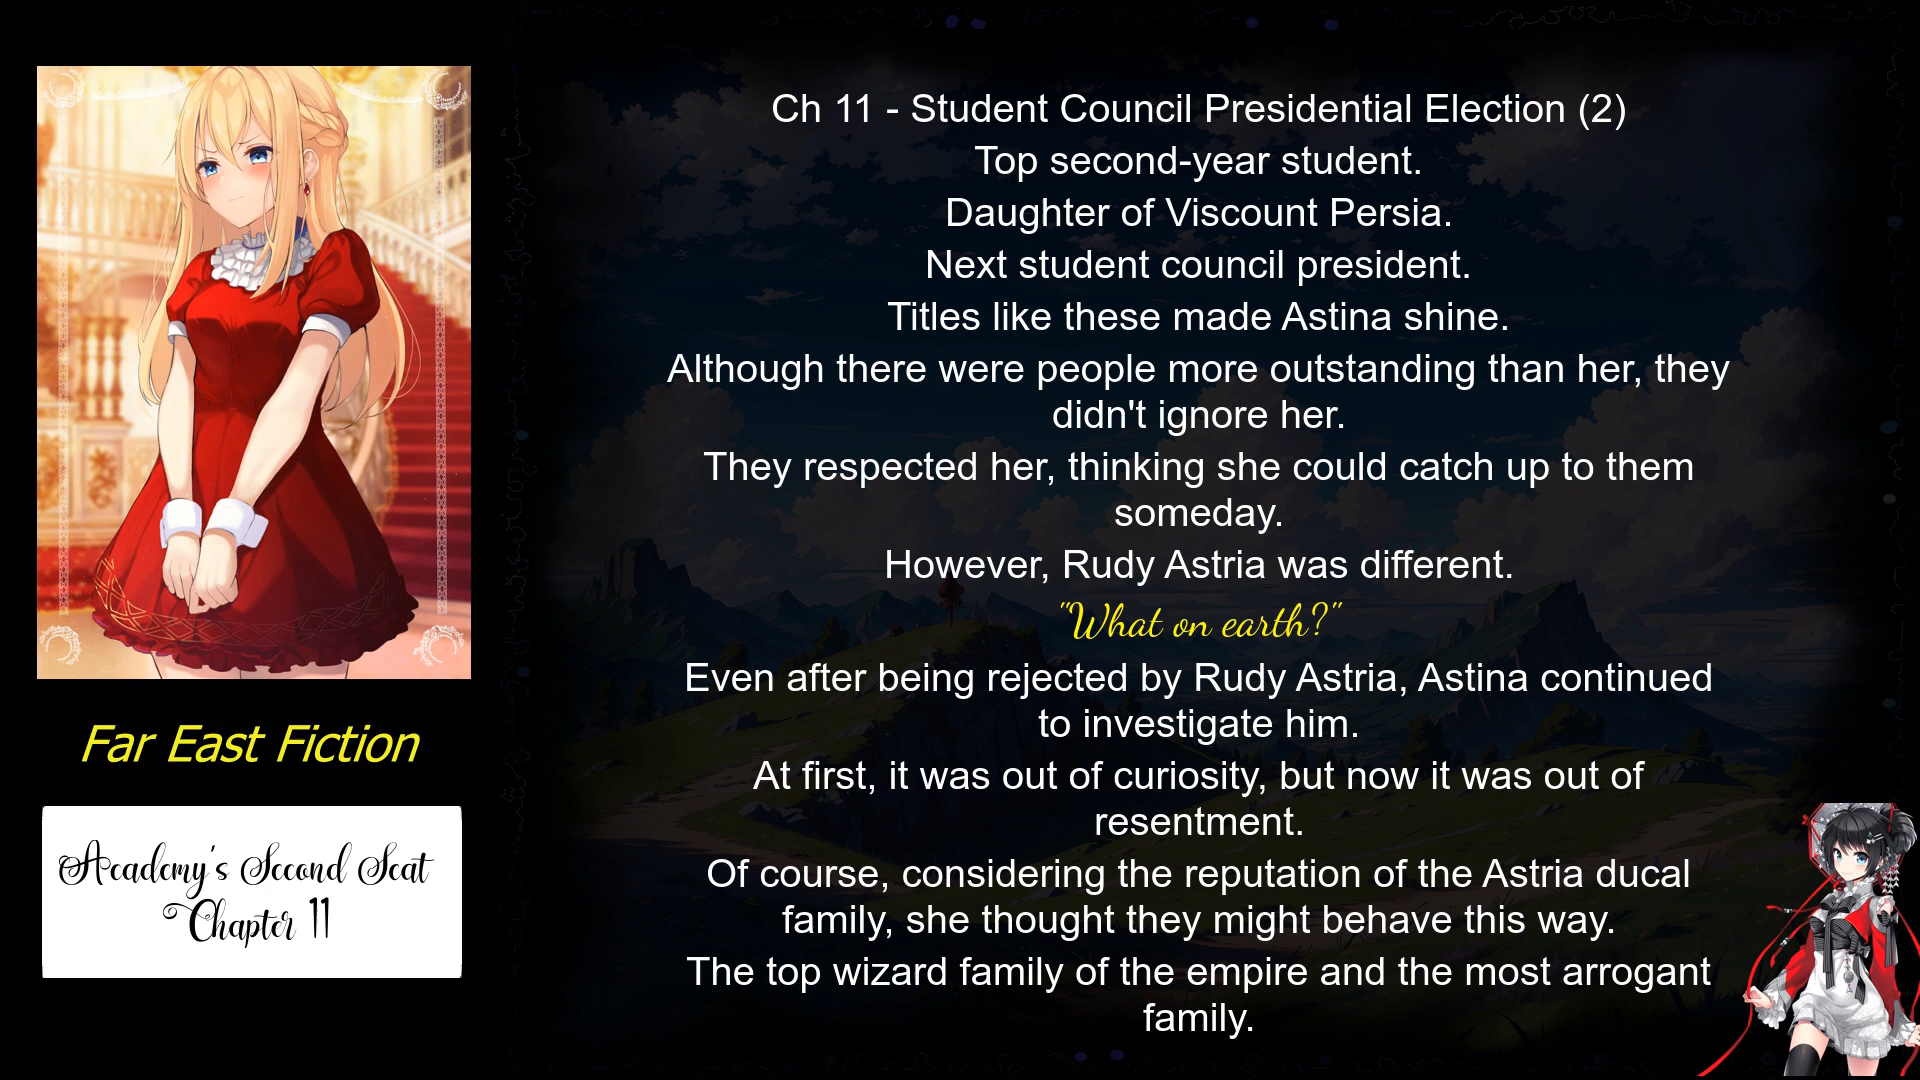 Ch 11 - Student Council Presidential Election (2)
Top second-year student.
Daughter of Viscount Persia.
Next student council president.
Titles like these made Astina shine.
Although there were people more outstanding than her, they
didn't ignore her.
They respected her, thinking she could catch up to them
someday.
However, Rudy Astria was different.
"What on earth?"
Even after being rejected by Rudy Astria, Astina continued
to investigate him.
At first, it was out of curiosity, but now it was out of
resentment.
Of course, considering the reputation of the Astria ducal
family, she thought they might behave this way.
The top wizard family of the empire and the most arrogant
family.
Far East Fiction
Academy's Second Seat
Chapter 11